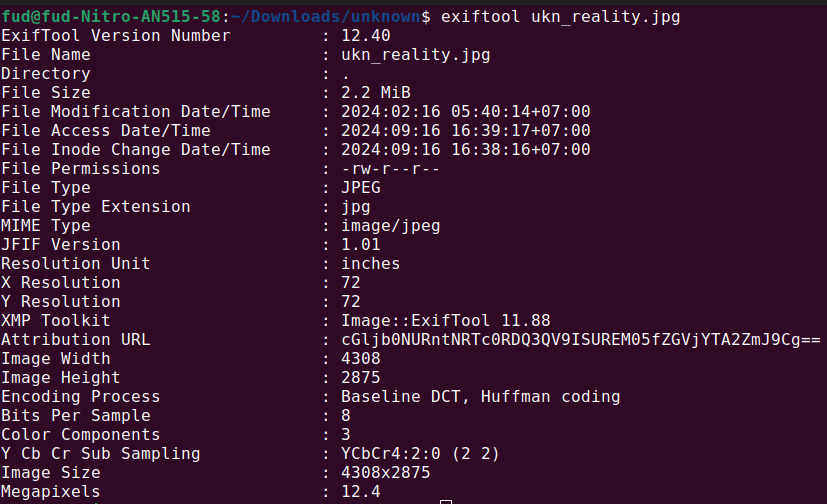 fud@fud-Nitro-AN515-58:~/Downloads/unknown$ exiftool ukn_reality.jpg
ExifTool Version Number : 12.40
File Name : ukn_reality.jpg
Directory : .
File Size : 2.2 MiB
File Modification Date/Time : 2024:02:16 05:40:14+07:00
File Access Date/Time : 2024:09:16 16:39:17+07:00
File Inode Change Date/Time : 2024:09:16 16:38:16+07:00
File Permissions : -rw-r--r--
File Type : JPEG
File Type Extension : jpg
MIME Type : image/jpeg
JFIF Version : 1.01
Resolution Unit : inches
X Resolution : 72
Y Resolution : 72
XMP Toolkit : Image::ExifTool 11.88
Attribution URL : cGljb0NURntNRTc0RDQ3QV9ISUREM05fZGVjYTA2ZmJ9Cg==
Image Width : 4308
Image Height : 2875
Encoding Process : Baseline DCT, Huffman coding
Bits Per Sample : 8
Color Components : 3
Y Cb Cr Sub Sampling : YCbCr4:2:0 (2 2)
Image Size : 4308x2875
Megapixels : 12.4